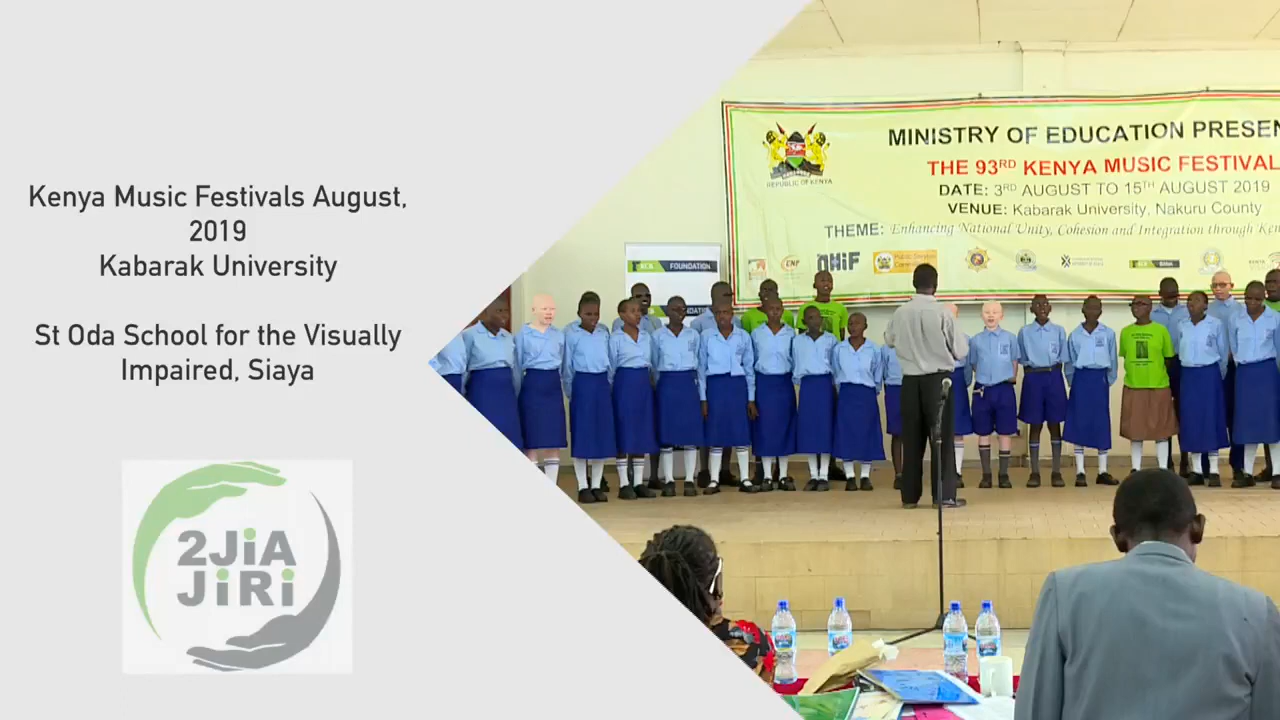 Kenya Music Festivals August,
2019
Kabarak University
St Oda School for the Visually
Impaired, Siaya
2JiA
JiRi
MINISTRY OF EDUCATION PRESEN
THE 93RD KENYA MUSIC FESTIVAL
DATE: 3RD AUGUST TO 15TH AUGUST 2019
VENUE: Kabarak University, Nakuru County
THEME: Enhancing National Unity, Cohesion and Integration through Ken
REPUBLIC OF KENYA
NHiF
FOUNDATION